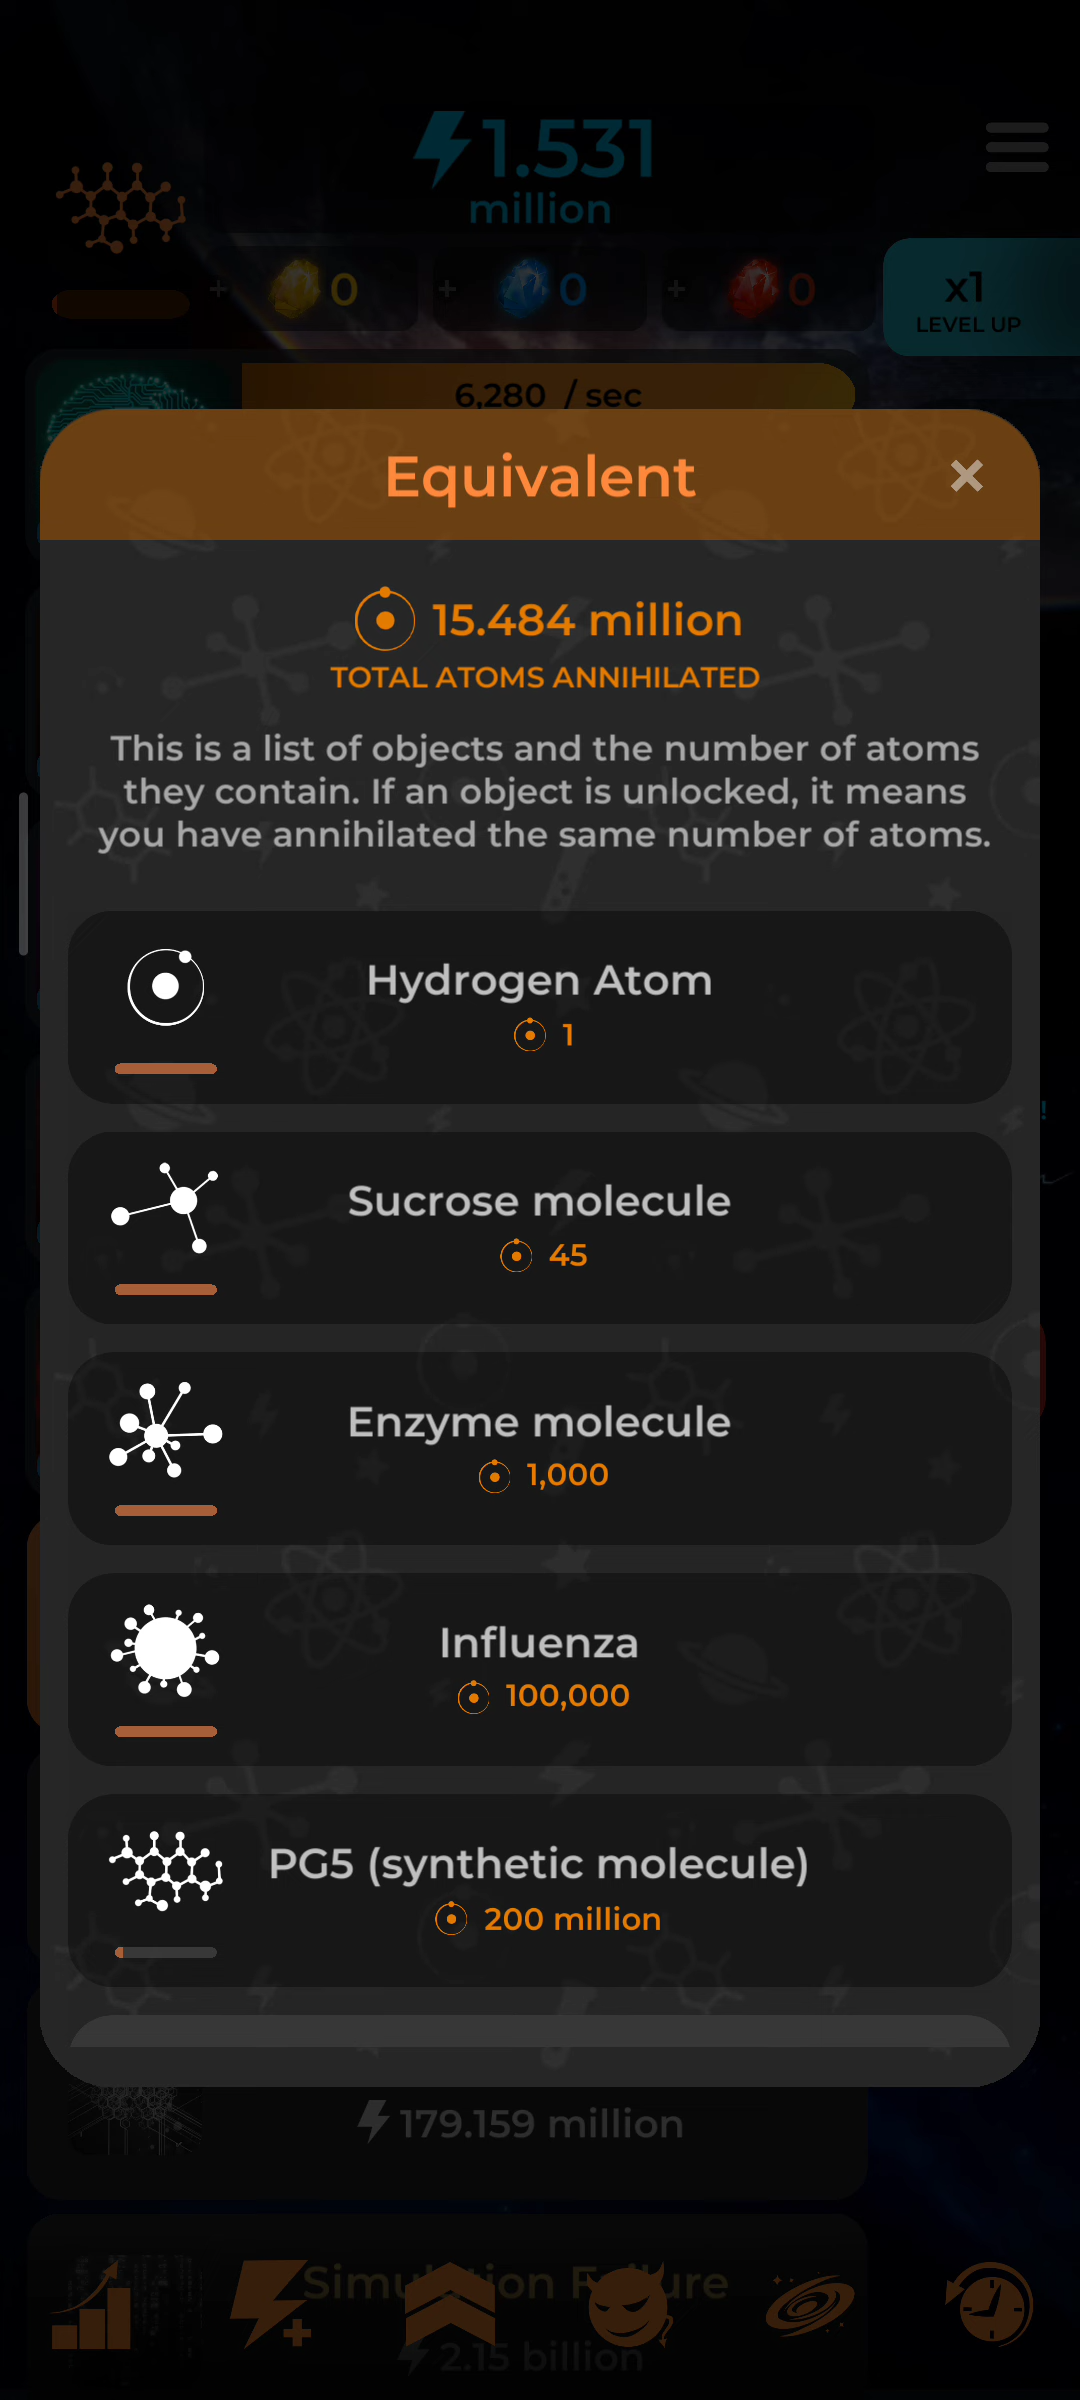 1.531
million
+ 0 + 0 + 0
x1
LEVEL UP
6,280 / sec
Equivalent
15.484 million
TOTAL ATOMS ANNIHILATED
This is a list of objects and the number of atoms
they contain. If an object is unlocked, it means
you have annihilated the same number of atoms.
Hydrogen Atom
1
Sucrose molecule
45
Enzyme molecule
1,000
Influenza
100,000
PG5 (synthetic molecule)
200 million
179.159 million
Simulation Failure
2.15 billion